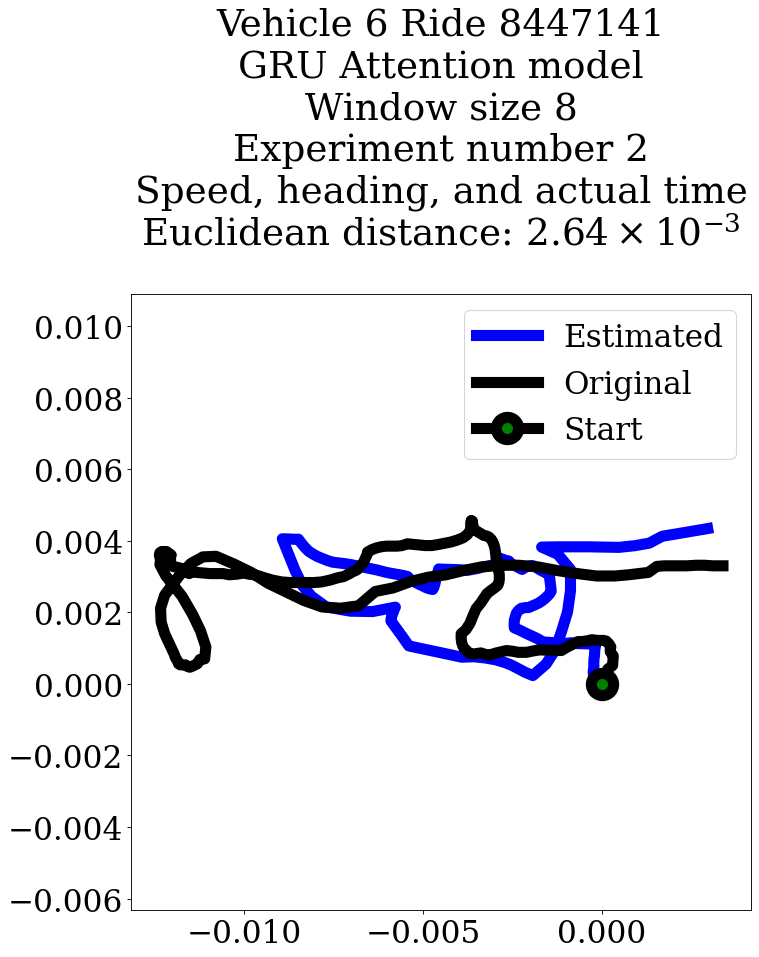 Vehicle 6 Ride 8447141
GRU Attention model
Window size 8
Experiment number 2
Speed, heading, and actual time
Euclidean distance: 2.64 × 10⁻³
Estimated
Original
Start
0.010
0.008
0.006
0.004
0.002
0.000
−0.002
−0.004
−0.006
−0.010
−0.005
0.000